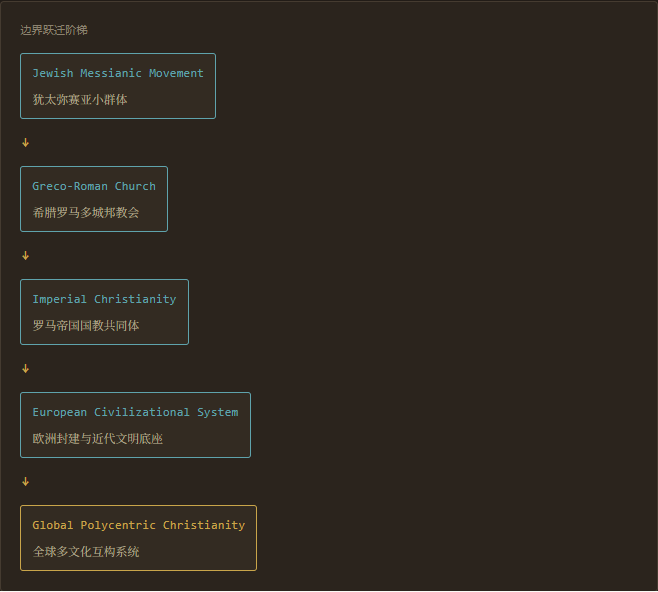 边界跃迁阶梯
Jewish Messianic Movement
犹太弥赛亚小群体
↓
Greco-Roman Church
希腊罗马多城邦教会
↓
Imperial Christianity
罗马帝国国教共同体
↓
European Civilizational System
欧洲封建与近代文明底座
↓
Global Polycentric Christianity
全球多文化互构系统